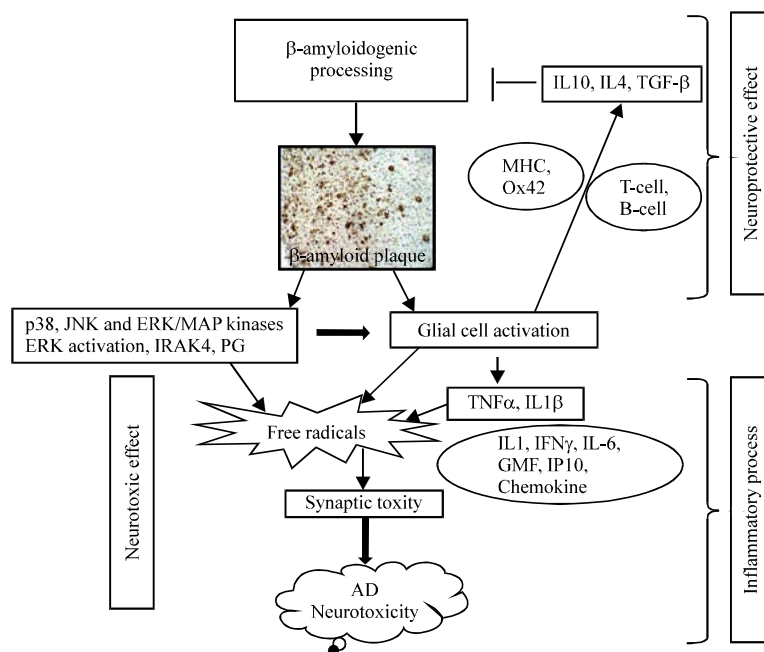 β-amyloidogenic
processing
IL10, IL4, TGF-β
MHC,
Ox42
T-cell,
B-cell
Neuroprotective effect
β-amyloid plaque
p38, JNK and ERK/MAP kinases
ERK activation, IRAK4, PG
Glial cell activation
TNFα, IL1β
Free radicals
IL1, IFNγ, IL-6,
GMF, IP10,
Chemokine
Synaptic toxity
Neurotoxic effect
Inflammatory process
AD
Neurotoxicity